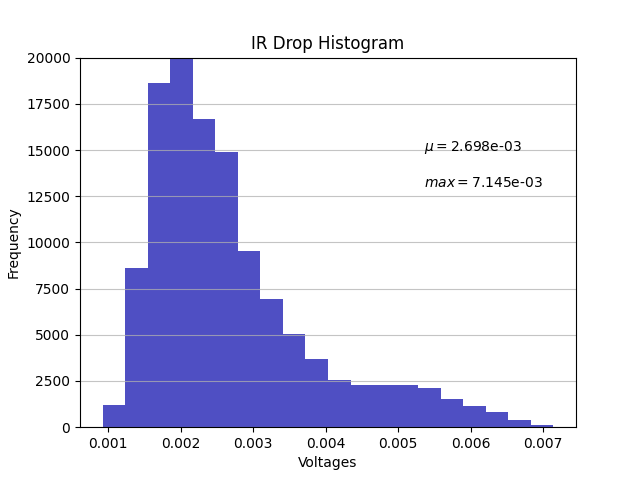 IR Drop Histogram
20000
17500
15000
12500
10000
7500
5000
2500
0
Frequency
μ = 2.698e-03
max = 7.145e-03
0.001 0.002 0.003 0.004 0.005 0.006 0.007
Voltages